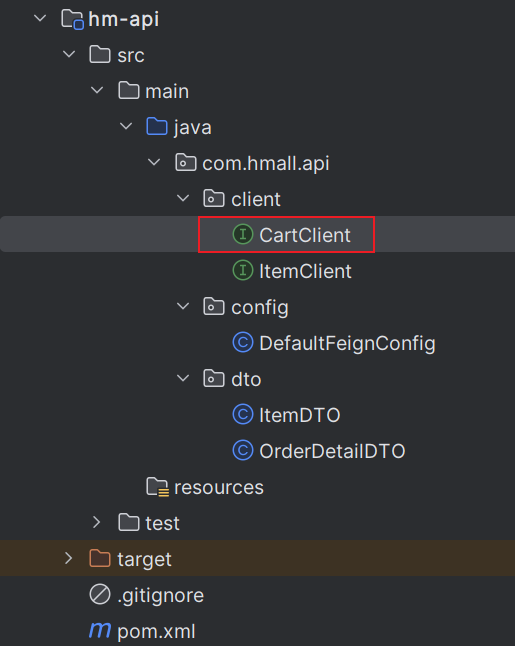 hm-api
src
main
java
com.hmall.api
client
CartClient
ItemClient
config
DefaultFeignConfig
dto
ItemDTO
OrderDetailDTO
resources
test
target
.gitignore
pom.xml